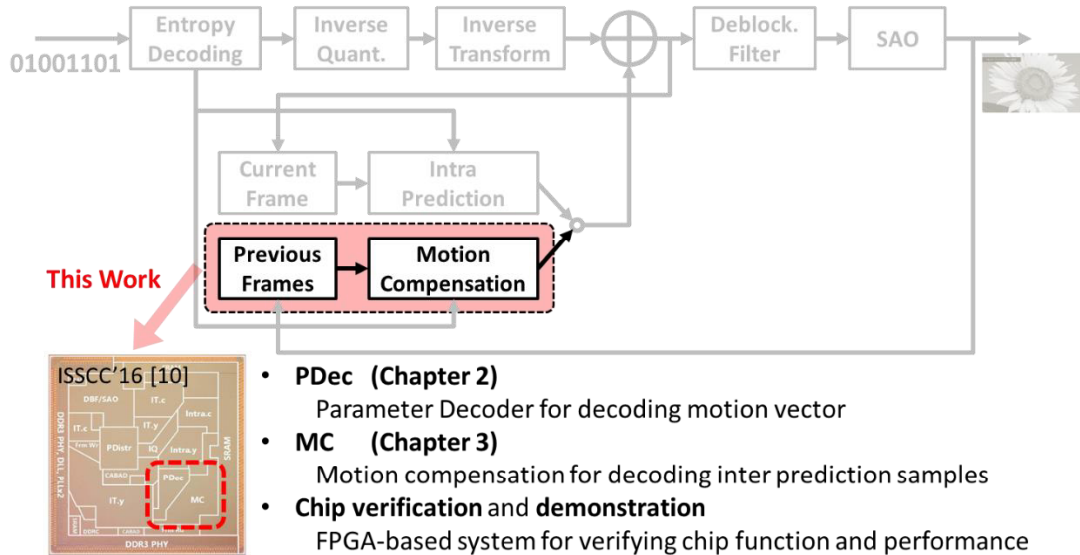 Entropy
Decoding
Inverse
Quant.
Inverse
Transform
Deblock.
Filter
SAO
01001101
Current
Frame
Intra
Prediction
Previous
Frames
Motion
Compensation
This Work
ISSCC'16 [10]
DBF/SAO
IT.c
Intra.c
IT.c
IT.y
Frm Wr
PDistr
IQ
Intra.y
SRAM
DDR3 PHY, DLL, PLLx2
CABAD
PDec
IT.y
MC
DDR3 PHY
• PDec (Chapter 2)
Parameter Decoder for decoding motion vector
• MC (Chapter 3)
Motion compensation for decoding inter prediction samples
• Chip verification and demonstration
FPGA-based system for verifying chip function and performance